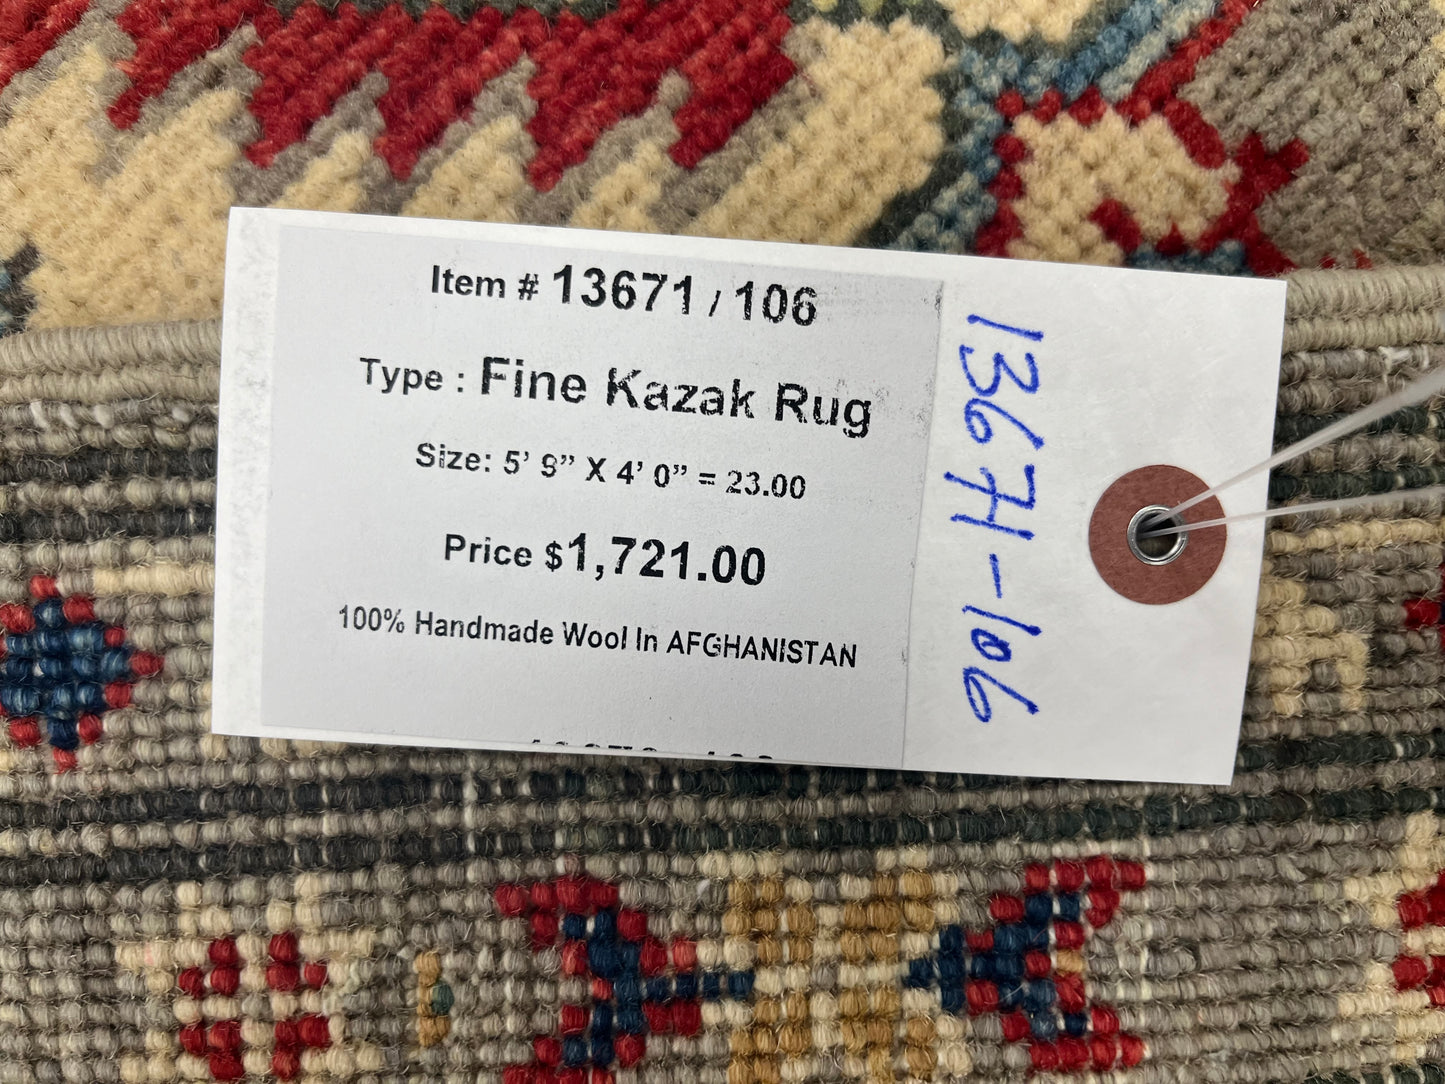 Item # 13671 / 106
Type : Fine Kazak Rug
Size: 5’ 9” X 4’ 0” = 23.00
Price $1,721.00
100% Handmade Wool In AFGHANISTAN
13671-106